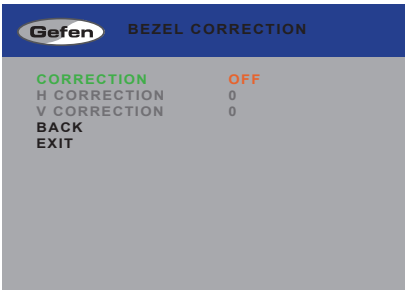 Gefen BEZEL CORRECTION
CORRECTION OFF
H CORRECTION 0
V CORRECTION 0
BACK
EXIT